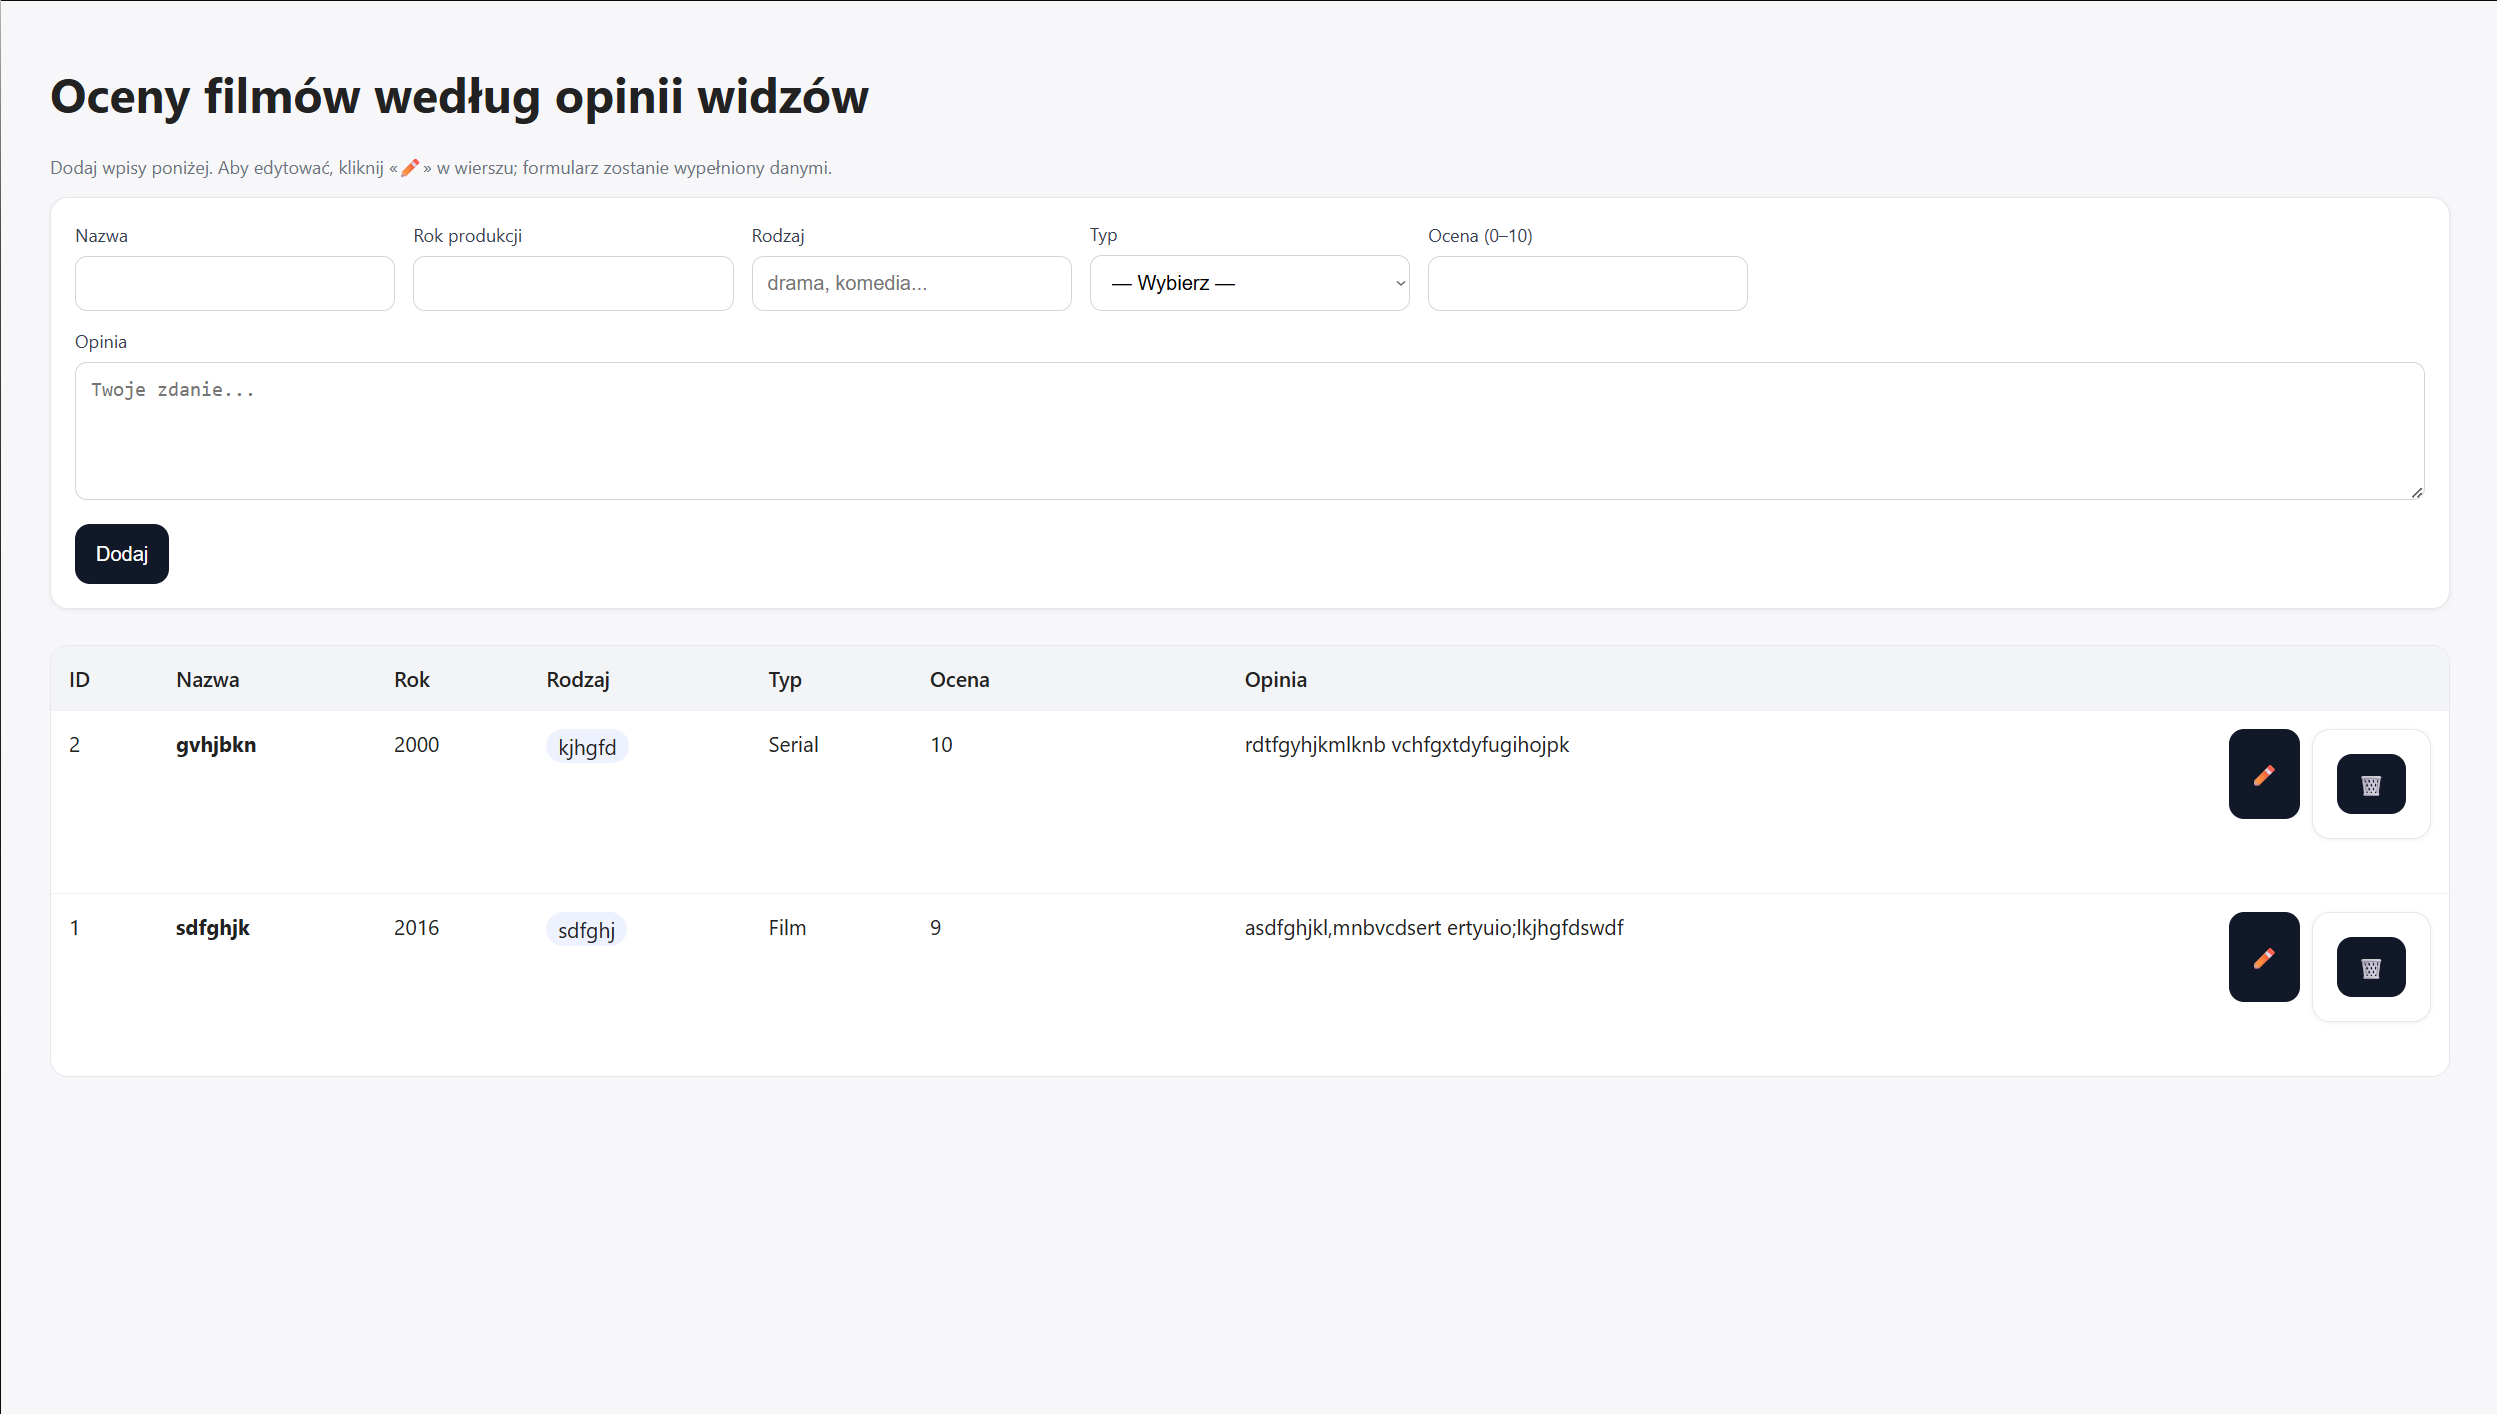 Oceny filmów według opinii widzów
Dodaj wpisy poniżej. Aby edytować, kliknij «✏️» w wierszu; formularz zostanie wypełniony danymi.
Nazwa Rok produkcji Rodzaj Typ Ocena (0–10)
drama, komedia... — Wybierz —
Opinia
Twoje zdanie...
Dodaj
ID Nazwa Rok Rodzaj Typ Ocena Opinia
2 gvhjbkn 2000 kjhgfd Serial 10 rdtfgyhjkmlknb vchfgxtdyfugihojpk
1 sdfghjk 2016 sdfghj Film 9 asdfghjkl,mnbvcdsert ertyuio;lkjhgfdswdf